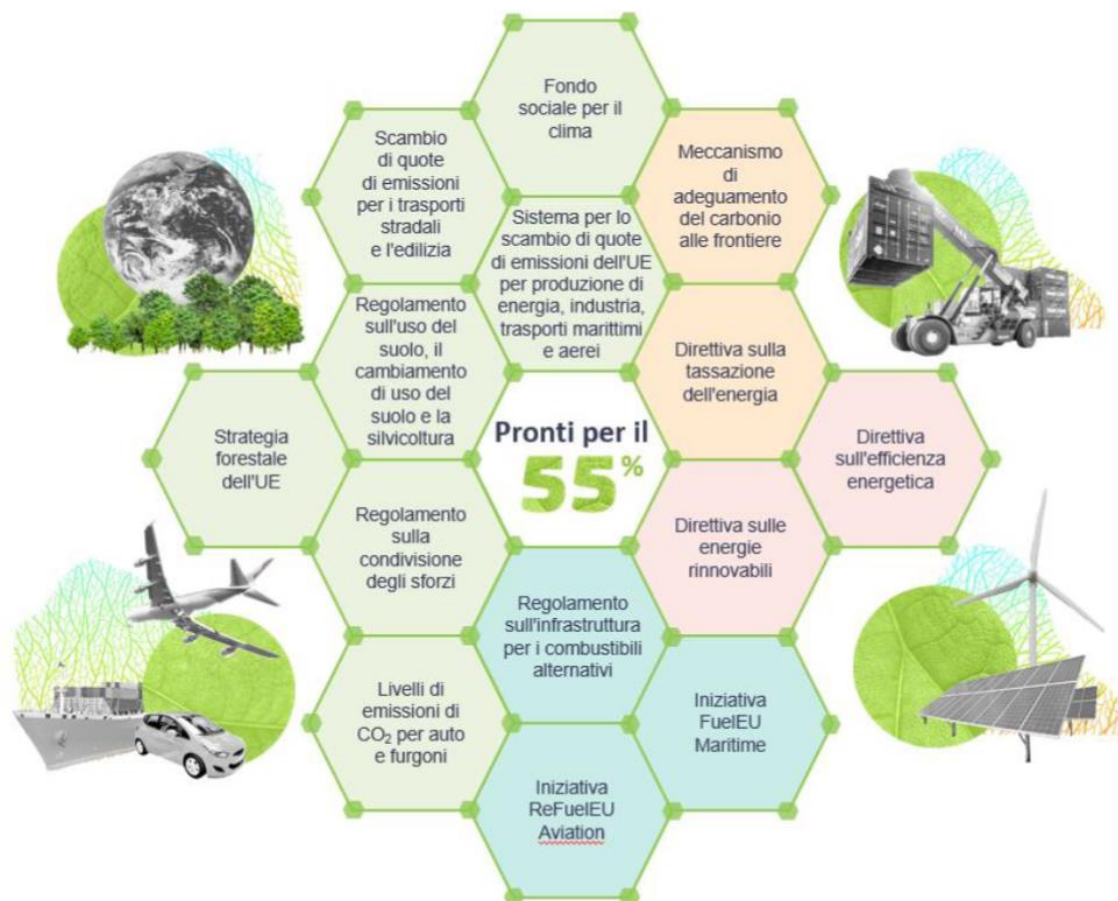 Fondo
sociale per il
clima
Scambio
di quote
di emissioni
per i trasporti
stradali
e l'edilizia
Meccanismo
di
adeguamento
del carbonio
alle frontiere
Sistema per lo
scambio di quote
di emissioni dell'UE
per produzione di
energia, industria,
trasporti marittimi
e aerei
Regolamento
sull'uso del
suolo, il
cambiamento
di uso del
suolo e la
silvicoltura
Direttiva sulla
tassazione
dell'energia
Strategia
forestale
dell'UE
Pronti per il
55%
Direttiva
sull'efficienza
energetica
Regolamento
sulla
condivisione
degli sforzi
Direttiva sulle
energie
rinnovabili
Regolamento
sull'infrastruttura
per i combustibili
alternativi
Livelli di
emissioni di
CO₂ per auto
e furgoni
Iniziativa
FuelEU
Maritime
Iniziativa
ReFuelEU
Aviation